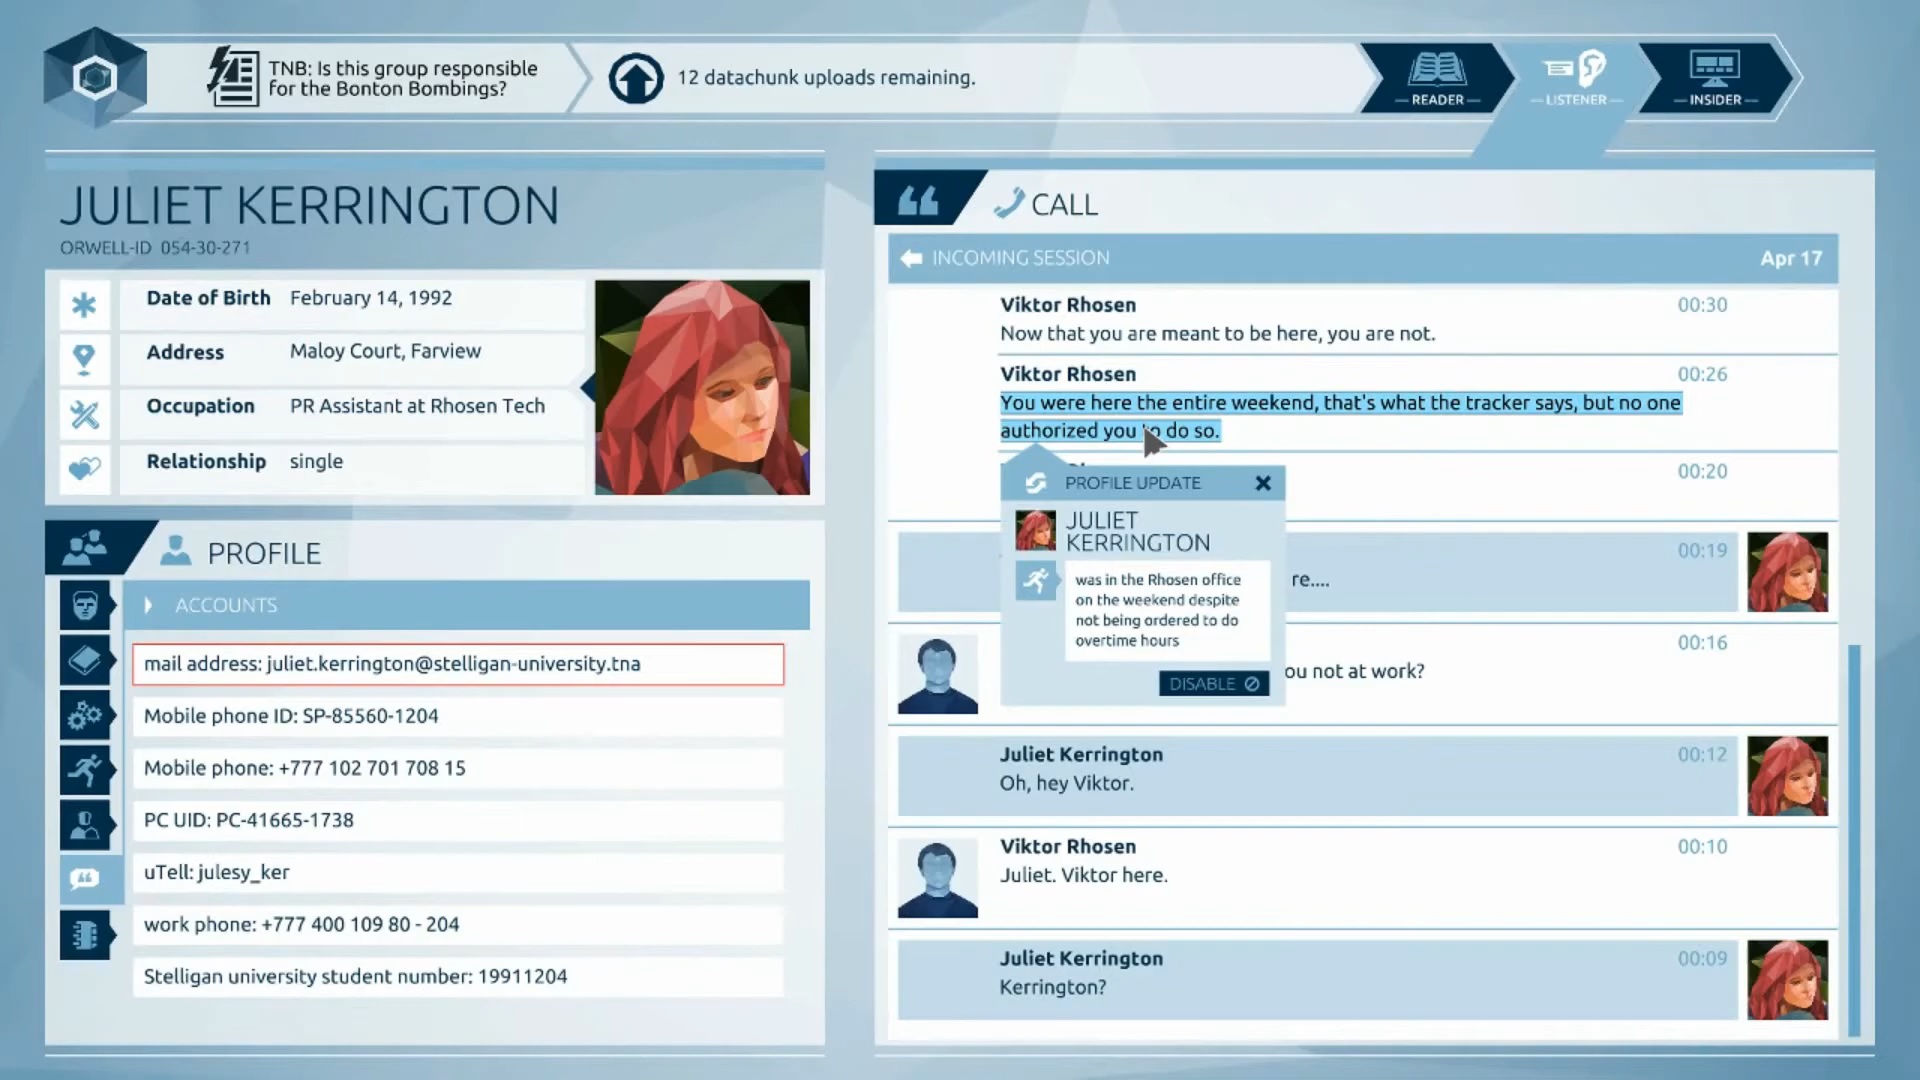 TNB: Is this group responsible
for the Bonton Bombings?
12 datachunk uploads remaining.
READER
LISTENER
INSIDER
JULIET KERRINGTON
ORWELL-ID 054-30-271
Date of Birth February 14, 1992
Address Maloy Court, Farview
Occupation PR Assistant at Rhosen Tech
Relationship single
PROFILE
ACCOUNTS
mail address: juliet.kerrington@stelligan-university.tna
Mobile phone ID: SP-85560-1204
Mobile phone: +777 102 701 708 15
PC UID: PC-41665-1738
uTell: julesy_ker
work phone: +777 400 109 80 - 204
Stelligan university student number: 19911204
CALL
INCOMING SESSION Apr 17
Viktor Rhosen 00:30
Now that you are meant to be here, you are not.
Viktor Rhosen 00:26
You were here the entire weekend, that's what the tracker says, but no one
authorized you to do so.
00:20
PROFILE UPDATE
JULIET
KERRINGTON
was in the Rhosen office
on the weekend despite
not being ordered to do
overtime hours
DISABLE
00:19
re....
00:16
ou not at work?
Juliet Kerrington 00:12
Oh, hey Viktor.
Viktor Rhosen 00:10
Juliet. Viktor here.
Juliet Kerrington 00:09
Kerrington?